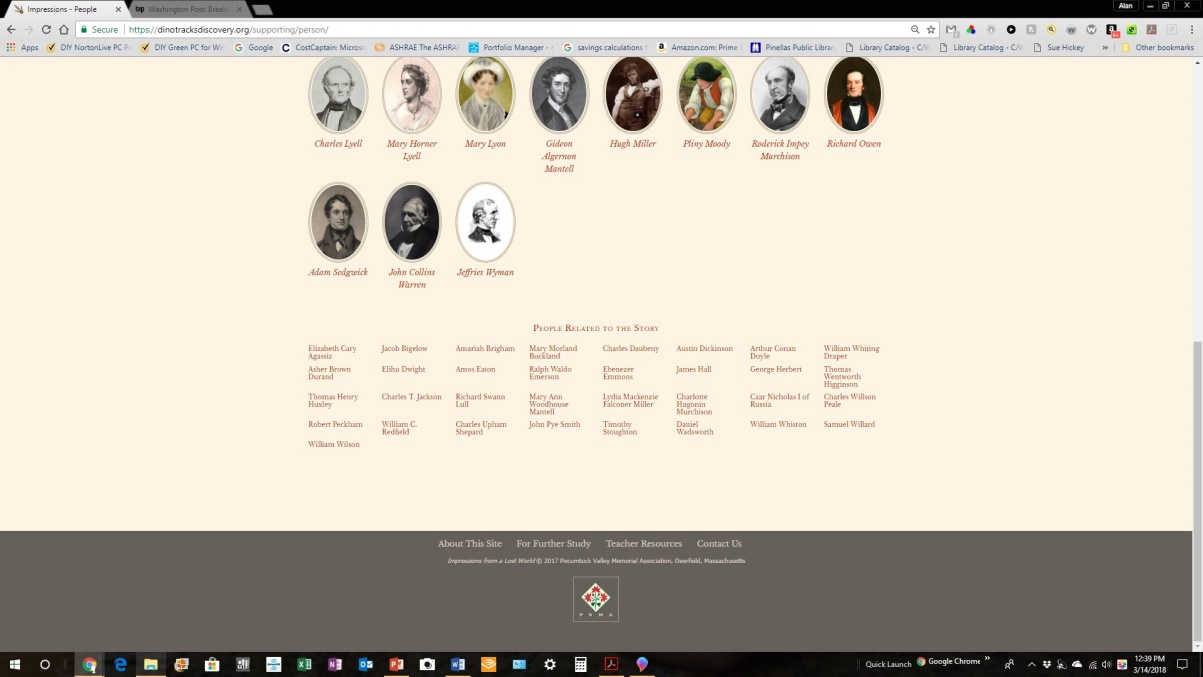 Impressions - People
Washington Post: Breaki
Alan
Secure
https://dinotracksdiscovery.org/supporting/person/
Apps
DIY NortonLive PC P
DIY Green PC for Win
Google
CostCaptain: Microso
ASHRAE The ASHRAE
Portfolio Manager -
savings calculations f
Amazon.com: Prime
Pinellas Public Library
Library Catalog - C/W
Library Catalog - C/W
Sue Hickey
»
Other bookmarks
Charles Lyell
Mary Horner
Lyell
Mary Lyon
Gideon
Algernon
Mantell
Hugh Miller
Pliny Moody
Roderick Impey
Murchison
Richard Owen
Adam Sedgwick
John Collins
Warren
Jeffries Wyman
People Related to the Story
Elizabeth Cary
Agassiz
Jacob Bigelow
Amariah Brigham
Mary Morland
Buckland
Charles Daubeny
Austin Dickinson
Arthur Conan
Doyle
William Whiting
Draper
Asher Brown
Durand
Elihu Dwight
Amos Eaton
Ralph Waldo
Emerson
Ebenezer
Emmons
James Hall
George Herbert
Thomas
Wentworth
Higginson
Thomas Henry
Huxley
Charles T. Jackson
Richard Swann
Lull
Mary Ann
Woodhouse
Mantell
Lydia Mackenzie
Falconer Miller
Charlotte
Hugonin
Murchison
Czar Nicholas I of
Russia
Charles Willson
Peale
Robert Peckham
William C.
Redfield
Charles Upham
Shepard
John Pye Smith
Timothy
Stoughton
Daniel
Wadsworth
William Whiston
Samuel Willard
William Wilson
About This Site
For Further Study
Teacher Resources
Contact Us
Impressions from a Lost World © 2017 Pocumtuck Valley Memorial Association, Deerfield, Massachusetts
P V M A
Quick Launch
Google Chrome
»
12:39 PM
3/14/2018